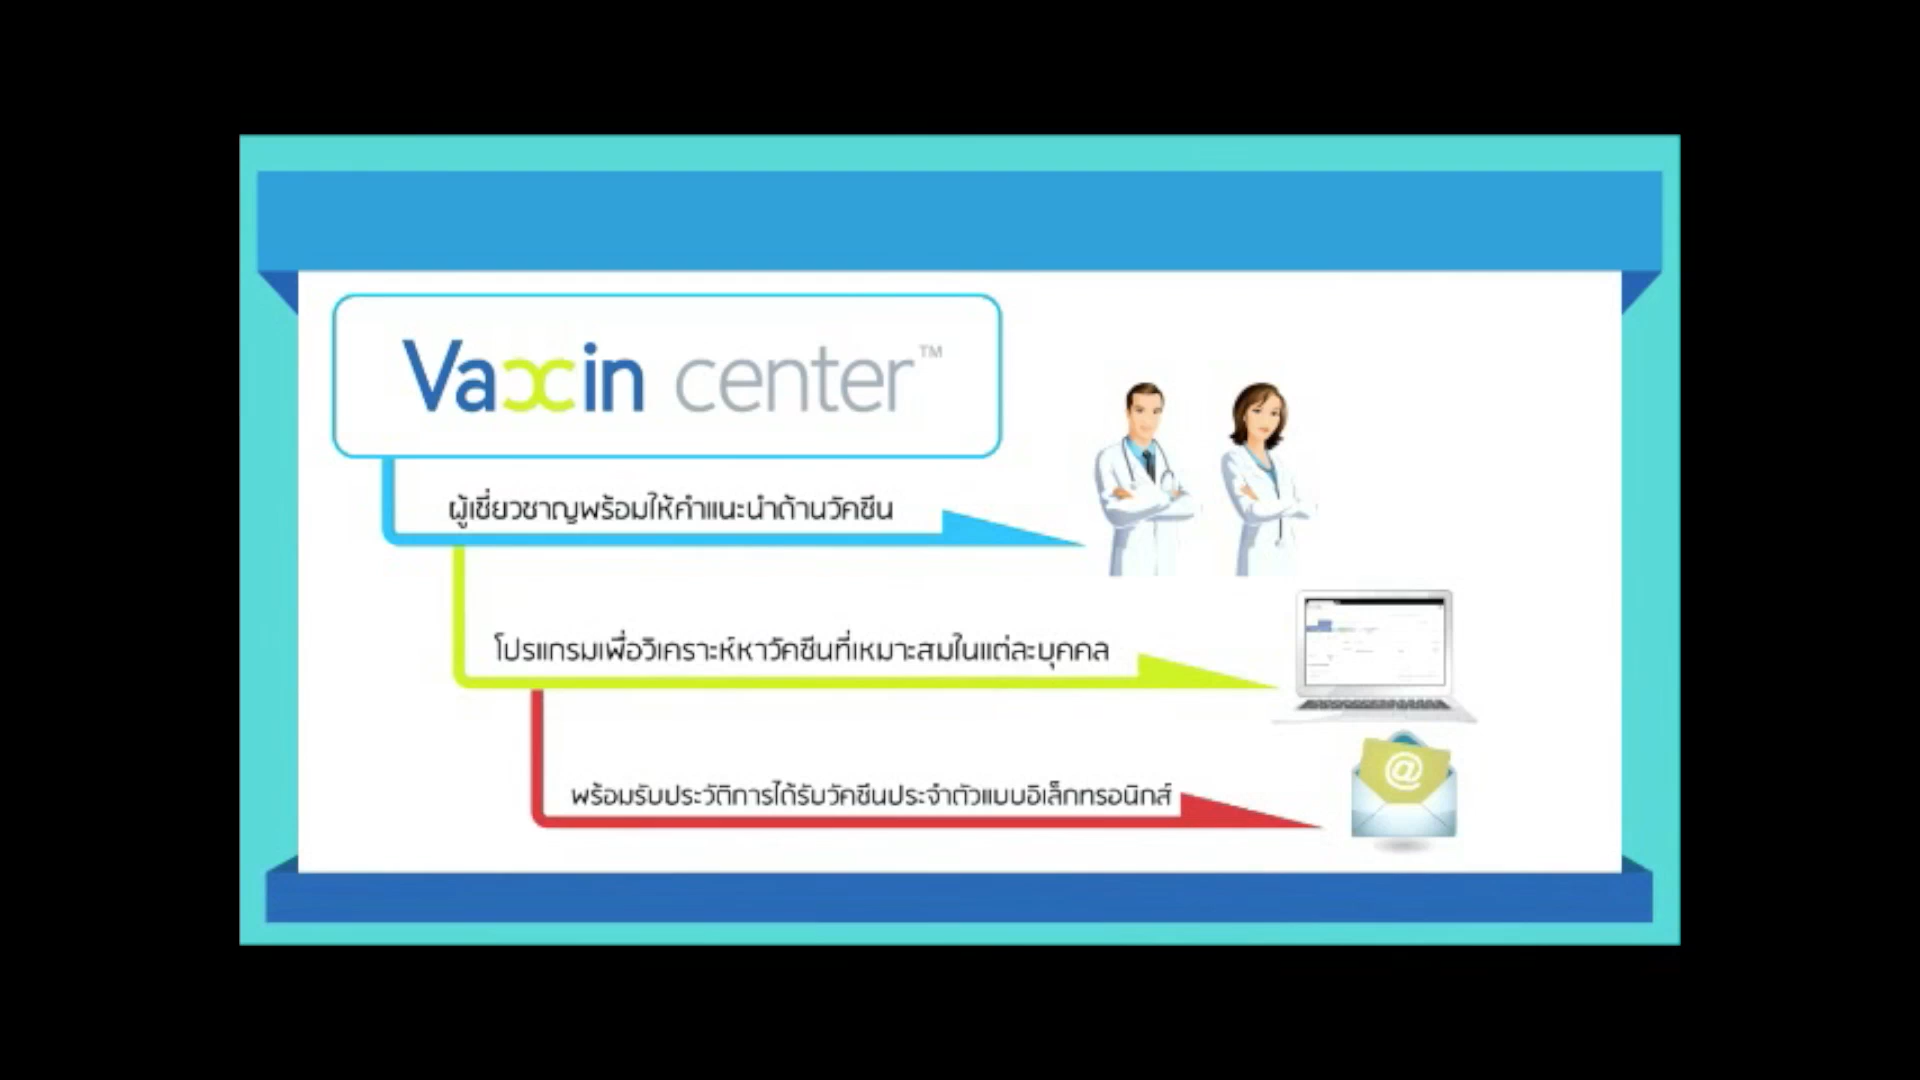 Vaxin center™
ผู้เชี่ยวชาญพร้อมให้คำแนะนำด้านวัคซีน
โปรแกรมเพื่อวิเคราะห์หาวัคซีนที่เหมาะสมในแต่ละบุคคล
พร้อมรับประวัติการได้รับวัคซีนประจำตัวแบบอิเล็กทรอนิกส์
@